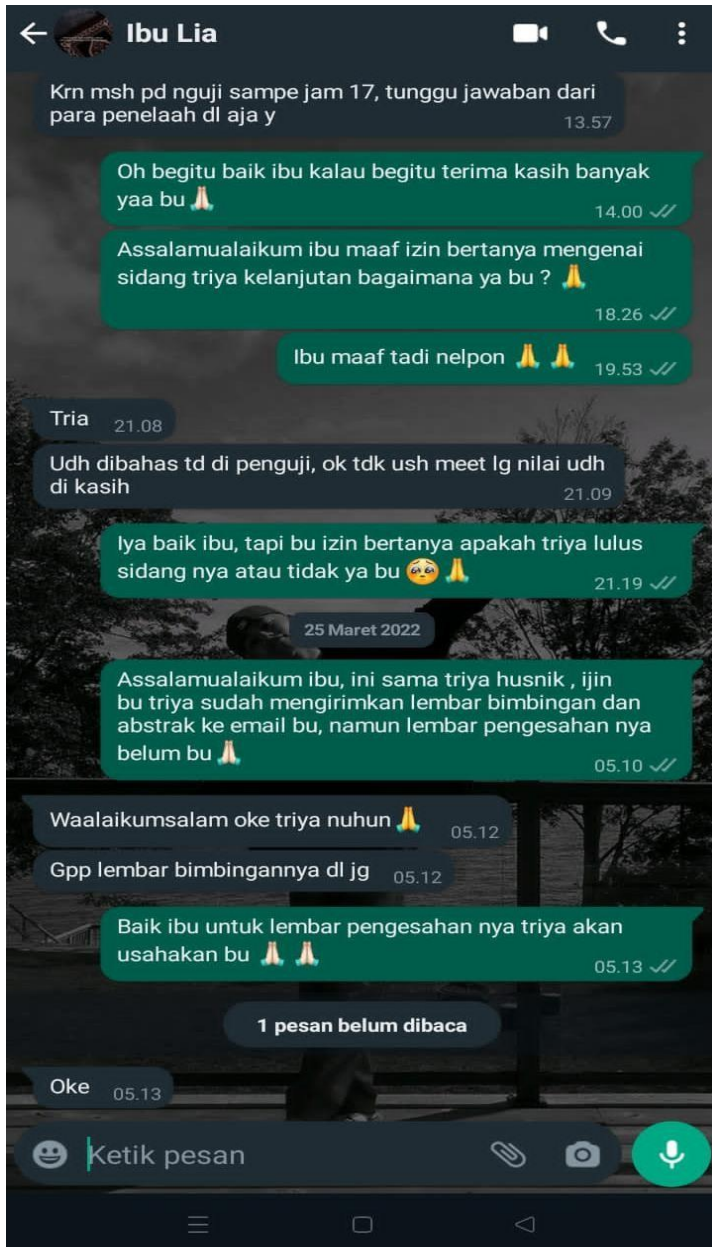 Ibu Lia
Krn msh pd nguji sampe jam 17, tunggu jawaban dari
para penelaah dl aja y
13.57
Oh begitu baik ibu kalau begitu terima kasih banyak
yaa bu 🙏🏻
14.00
Assalamualaikum ibu maaf izin bertanya mengenai
sidang triya kelanjutan bagaimana ya bu ? 🙏
18.26
Ibu maaf tadi nelpon 🙏 🙏
19.53
Tria
21.08
Udh dibahas td di penguji, ok tdk ush meet lg nilai udh
di kasih
21.09
Iya baik ibu, tapi bu izin bertanya apakah triya lulus
sidang nya atau tidak ya bu 🥺 🙏
21.19
25 Maret 2022
Assalamualaikum ibu, ini sama triya husnik , ijin
bu triya sudah mengirimkan lembar bimbingan dan
abstrak ke email bu, namun lembar pengesahan nya
belum bu 🙏🏻
05.10
Waalaikumsalam oke triya nuhun 🙏
05.12
Gpp lembar bimbingannya dl jg
05.12
Baik ibu untuk lembar pengesahan nya triya akan
usahakan bu 🙏🏻 🙏🏻
05.13
1 pesan belum dibaca
Oke
05.13
Ketik pesan